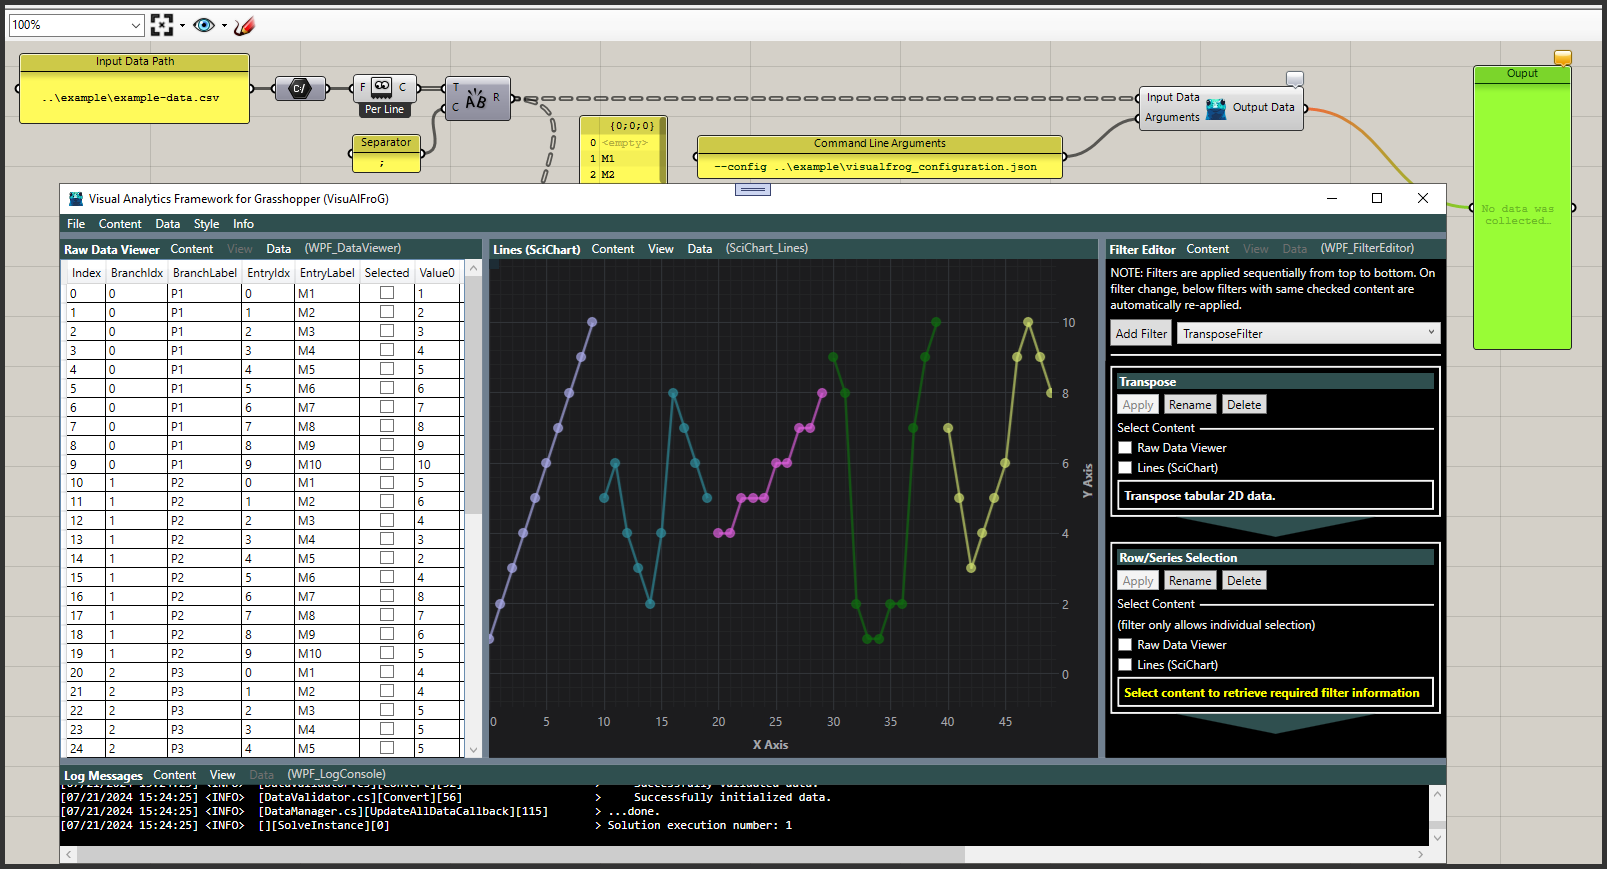 100%
Input Data Path
..\example\example-data.csv
C:/
F C
Per Line
T
C
R
AB
Separator
;
{0;0;0}
0 <empty>
1 M1
2 M2
Command Line Arguments
--config ..\example\visualfrog_configuration.json
Input Data
Arguments
Output Data
Ouput
No data was
collected…
Visual Analytics Framework for Grasshopper (VisuAlFroG)
File Content Data Style Info
Raw Data Viewer Content View Data (WPF_DataViewer)
Index BranchIdx BranchLabel EntryIdx EntryLabel Selected Value0
0 0 P1 0 M1 1
1 0 P1 1 M2 2
2 0 P1 2 M3 3
3 0 P1 3 M4 4
4 0 P1 4 M5 5
5 0 P1 5 M6 6
6 0 P1 6 M7 7
7 0 P1 7 M8 8
8 0 P1 8 M9 9
9 0 P1 9 M10 10
10 1 P2 0 M1 5
11 1 P2 1 M2 6
12 1 P2 2 M3 4
13 1 P2 3 M4 3
14 1 P2 4 M5 2
15 1 P2 5 M6 4
16 1 P2 6 M7 8
17 1 P2 7 M8 7
18 1 P2 8 M9 6
19 1 P2 9 M10 5
20 2 P3 0 M1 4
21 2 P3 1 M2 4
22 2 P3 2 M3 5
23 2 P3 3 M4 5
24 2 P3 4 M5 5
Lines (SciChart) Content View Data (SciChart_Lines)
10
8
6
4
2
0
Y Axis
0 5 10 15 20 25 30 35 40 45
X Axis
Filter Editor Content View Data (WPF_FilterEditor)
NOTE: Filters are applied sequentially from top to bottom. On
filter change, below filters with same checked content are
automatically re-applied.
Add Filter TransposeFilter
Transpose
Apply Rename Delete
Select Content
Raw Data Viewer
Lines (SciChart)
Transpose tabular 2D data.
Row/Series Selection
Apply Rename Delete
Select Content
(filter only allows individual selection)
Raw Data Viewer
Lines (SciChart)
Select content to retrieve required filter information
Log Messages Content View Data (WPF_LogConsole)
[07/21/2024 15:24:25] <INFO> [DataValidator.cs][Convert][52] > Successfully validated data.
[07/21/2024 15:24:25] <INFO> [DataValidator.cs][Convert][56] > Successfully initialized data.
[07/21/2024 15:24:25] <INFO> [DataManager.cs][UpdateAllDataCallback][115] > ...done.
[07/21/2024 15:24:25] <INFO> [][SolveInstance][0] > Solution execution number: 1